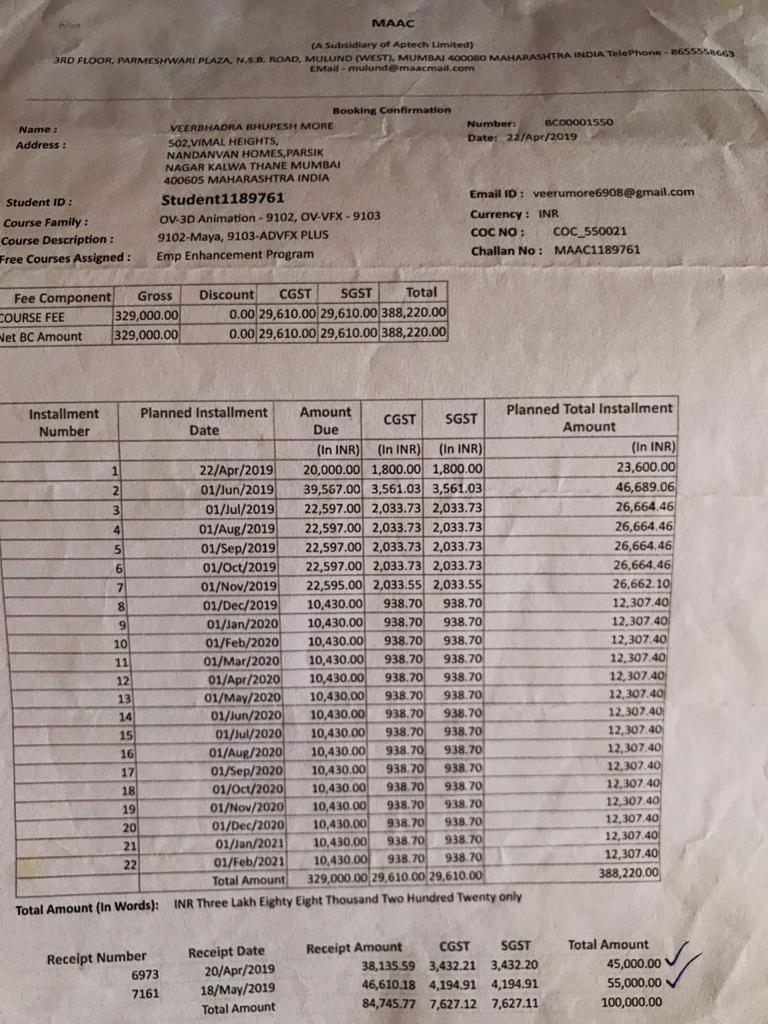 Print
MAAC
(A Subsidiary of Aptech Limited)
3RD FLOOR, PARMESHWARI PLAZA, N.S.B. ROAD, MULUND (WEST), MUMBAI 400080 MAHARASHTRA INDIA TelePhone - 8655558663
EMail - mulund@maacmail.com
Booking Confirmation
Name : VEERBHADRA BHUPESH MORE Number: BC00001550
Address : 502,VIMAL HEIGHTS, Date: 22/Apr/2019
NANDANVAN HOMES,PARSIK
NAGAR KALWA THANE MUMBAI
400605 MAHARASHTRA INDIA
Student ID : Student1189761 Email ID : veerumore6908@gmail.com
Course Family : OV-3D Animation - 9102, OV-VFX - 9103 Currency : INR
Course Description : 9102-Maya, 9103-ADVFX PLUS COC NO : COC_550021
Free Courses Assigned : Emp Enhancement Program Challan No : MAAC1189761
Fee Component Gross Discount CGST SGST Total
COURSE FEE 329,000.00 0.00 29,610.00 29,610.00 388,220.00
Net BC Amount 329,000.00 0.00 29,610.00 29,610.00 388,220.00
Installment Number Planned Installment Date Amount Due CGST SGST Planned Total Installment Amount
(In INR) (In INR) (In INR) (In INR)
1 22/Apr/2019 20,000.00 1,800.00 1,800.00 23,600.00
2 01/Jun/2019 39,567.00 3,561.03 3,561.03 46,689.06
3 01/Jul/2019 22,597.00 2,033.73 2,033.73 26,664.46
4 01/Aug/2019 22,597.00 2,033.73 2,033.73 26,664.46
5 01/Sep/2019 22,597.00 2,033.73 2,033.73 26,664.46
6 01/Oct/2019 22,597.00 2,033.73 2,033.73 26,664.46
7 01/Nov/2019 22,595.00 2,033.55 2,033.55 26,662.10
8 01/Dec/2019 10,430.00 938.70 938.70 12,307.40
9 01/Jan/2020 10,430.00 938.70 938.70 12,307.40
10 01/Feb/2020 10,430.00 938.70 938.70 12,307.40
11 01/Mar/2020 10,430.00 938.70 938.70 12,307.40
12 01/Apr/2020 10,430.00 938.70 938.70 12,307.40
13 01/May/2020 10,430.00 938.70 938.70 12,307.40
14 01/Jun/2020 10,430.00 938.70 938.70 12,307.40
15 01/Jul/2020 10,430.00 938.70 938.70 12,307.40
16 01/Aug/2020 10,430.00 938.70 938.70 12,307.40
17 01/Sep/2020 10,430.00 938.70 938.70 12,307.40
18 01/Oct/2020 10,430.00 938.70 938.70 12,307.40
19 01/Nov/2020 10,430.00 938.70 938.70 12,307.40
20 01/Dec/2020 10,430.00 938.70 938.70 12,307.40
21 01/Jan/2021 10,430.00 938.70 938.70 12,307.40
22 01/Feb/2021 10,430.00 938.70 938.70 12,307.40
Total Amount 329,000.00 29,610.00 29,610.00 388,220.00
Total Amount (In Words): INR Three Lakh Eighty Eight Thousand Two Hundred Twenty only
Receipt Number Receipt Date Receipt Amount CGST SGST Total Amount
6973 20/Apr/2019 38,135.59 3,432.21 3,432.20 45,000.00
7161 18/May/2019 46,610.18 4,194.91 4,194.91 55,000.00
Total Amount 84,745.77 7,627.12 7,627.11 100,000.00